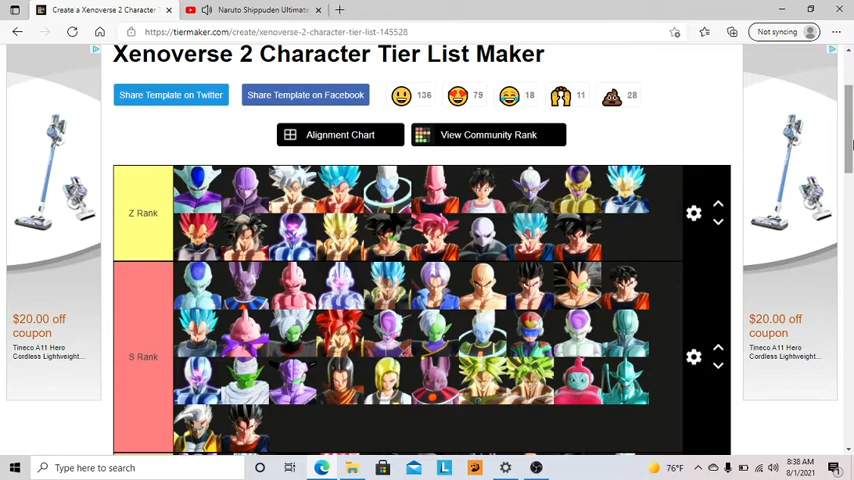 Create a Xenoverse 2 Character T
Naruto Shippuden Ultimat
https://tiermaker.com/create/xenoverse-2-character-tier-list-145528
Not syncing
Xenoverse 2 Character Tier List Maker
Share Template on Twitter
Share Template on Facebook
136
79
18
11
28
Alignment Chart
View Community Rank
Z Rank
S Rank
$20.00 off
coupon
Tineco A11 Hero
Cordless Lightweight...
$20.00 off
coupon
Tineco A11 Hero
Cordless Lightweight...
Type here to search
76°F
8:38 AM
8/1/2021